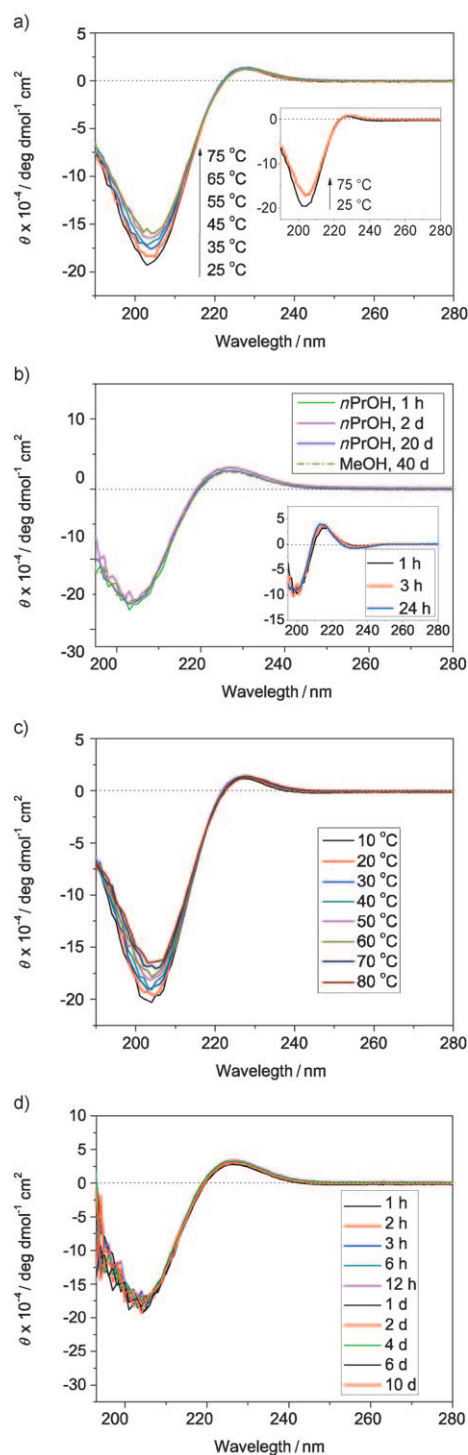 a)
5
0
-5
-10
-15
-20
θ x 10⁻⁴ / deg dmol⁻¹ cm²
75 °C
65 °C
55 °C
45 °C
35 °C
25 °C
0
-10
-20
75 °C
25 °C
200 220 240 260 280
200 220 240 260 280
Wavelegth / nm
b)
10
0
-10
-20
-30
θ x 10⁻⁴ / deg dmol⁻¹ cm²
nPrOH, 1 h
nPrOH, 2 d
nPrOH, 20 d
MeOH, 40 d
10
5
0
-5
-10
-15
1 h
3 h
24 h
200 220 240 260 280
200 220 240 260 280
Wavelegth / nm
c)
5
0
-5
-10
-15
-20
θ x 10⁻⁴ / deg dmol⁻¹ cm²
10 °C
20 °C
30 °C
40 °C
50 °C
60 °C
70 °C
80 °C
200 220 240 260 280
Wavelegth / nm
d)
10
5
0
-5
-10
-15
-20
-25
-30
θ x 10⁻⁴ / deg dmol⁻¹ cm²
1 h
2 h
3 h
6 h
12 h
1 d
2 d
4 d
6 d
10 d
200 220 240 260 280
Wavelegth / nm